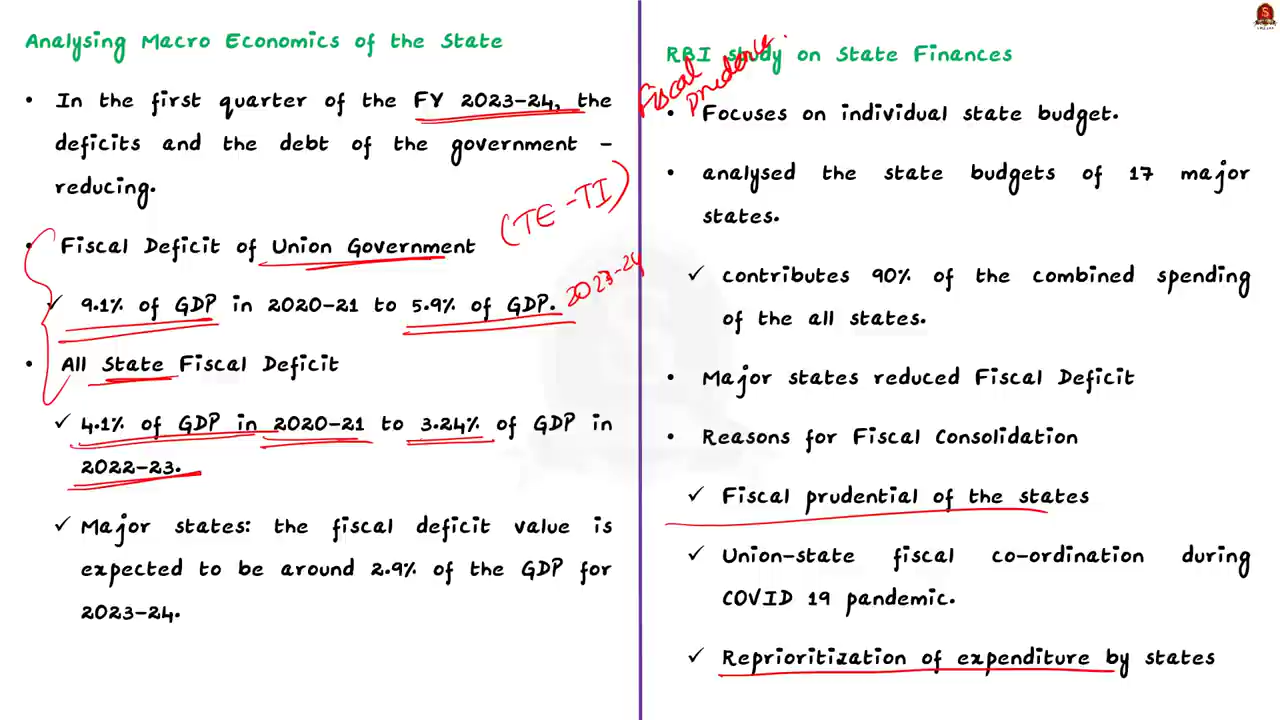 Analysing Macro Economics of the State
• In the first quarter of the FY 2023-24, the
deficits and the debt of the government -
reducing.
(TE - TI)
• Fiscal Deficit of Union Government
✓ 9.1% of GDP in 2020-21 to 5.9% of GDP. 2023-24
• All State Fiscal Deficit
✓ 4.1% of GDP in 2020-21 to 3.24% of GDP in
2022-23.
✓ Major states: the fiscal deficit value is
expected to be around 2.9% of the GDP for
2023-24.
RBI study on State Finances
Fiscal
prudence
• Focuses on individual state budget.
• analysed the state budgets of 17 major
states.
✓ contributes 90% of the combined spending
of the all states.
• Major states reduced Fiscal Deficit
• Reasons for Fiscal Consolidation
✓ Fiscal prudential of the states
✓ Union-state fiscal co-ordination during
COVID 19 pandemic.
✓ Reprioritization of expenditure by states